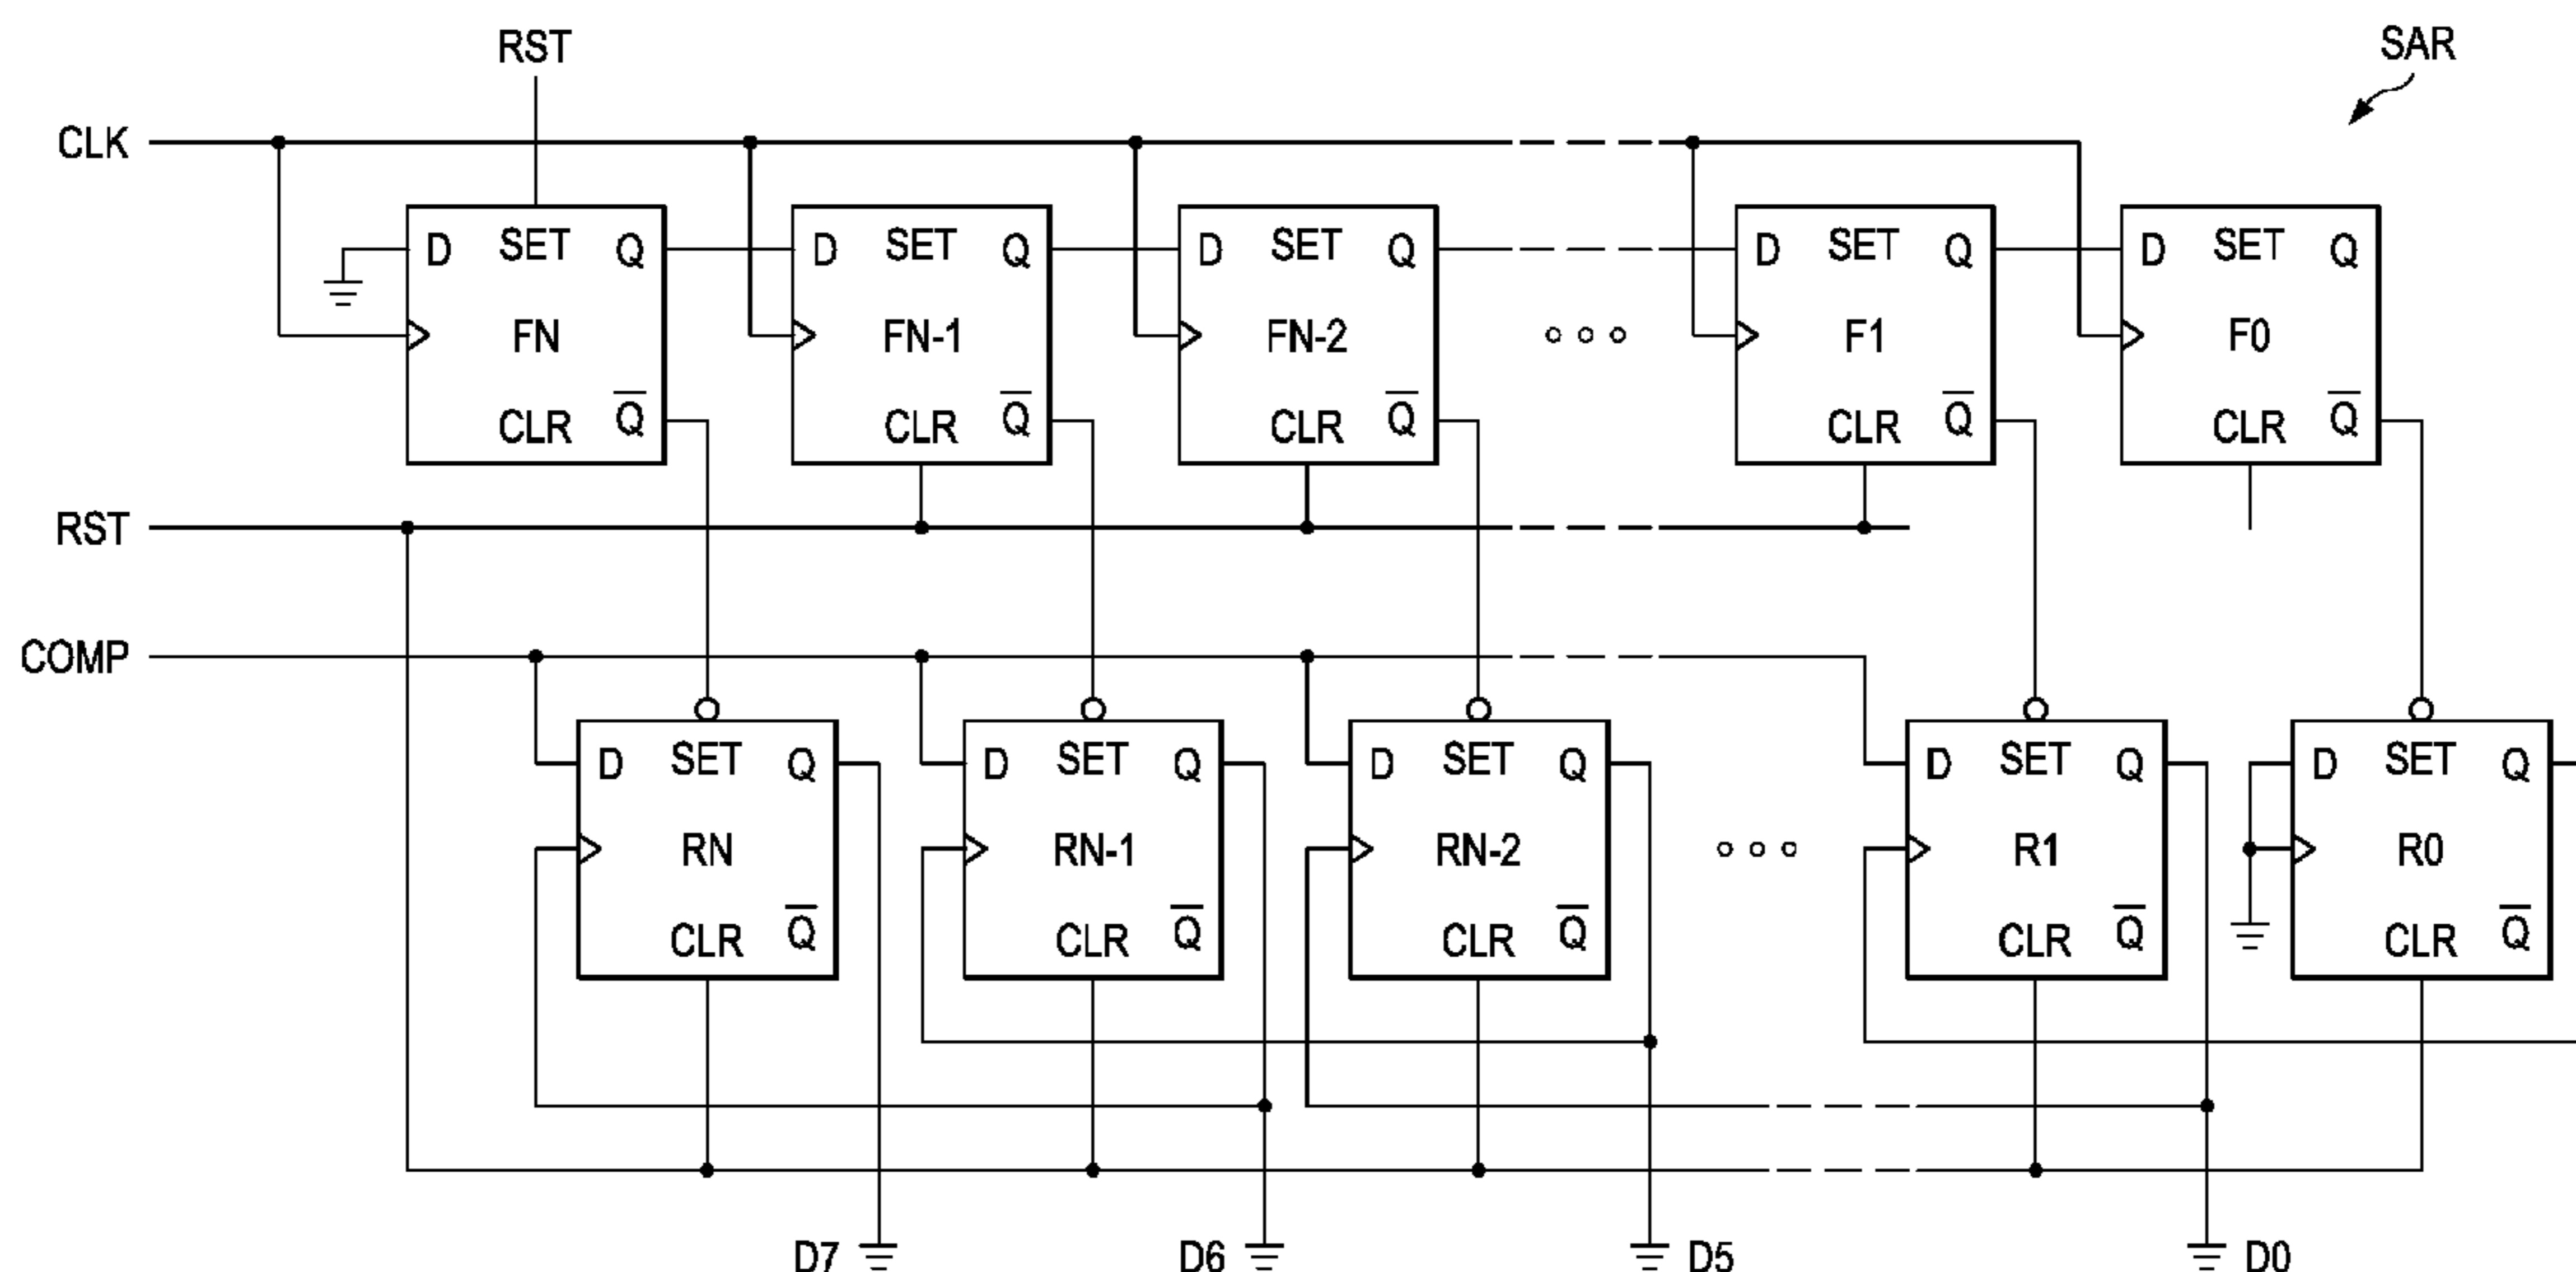 RST
SAR
CLK
D SET Q
FN
CLR Q̅
D SET Q
FN-1
CLR Q̅
D SET Q
FN-2
CLR Q̅
D SET Q
F1
CLR Q̅
D SET Q
F0
CLR Q̅
RST
COMP
D SET Q
RN
CLR Q̅
D SET Q
RN-1
CLR Q̅
D SET Q
RN-2
CLR Q̅
D SET Q
R1
CLR Q̅
D SET Q
R0
CLR Q̅
D7
D6
D5
D0